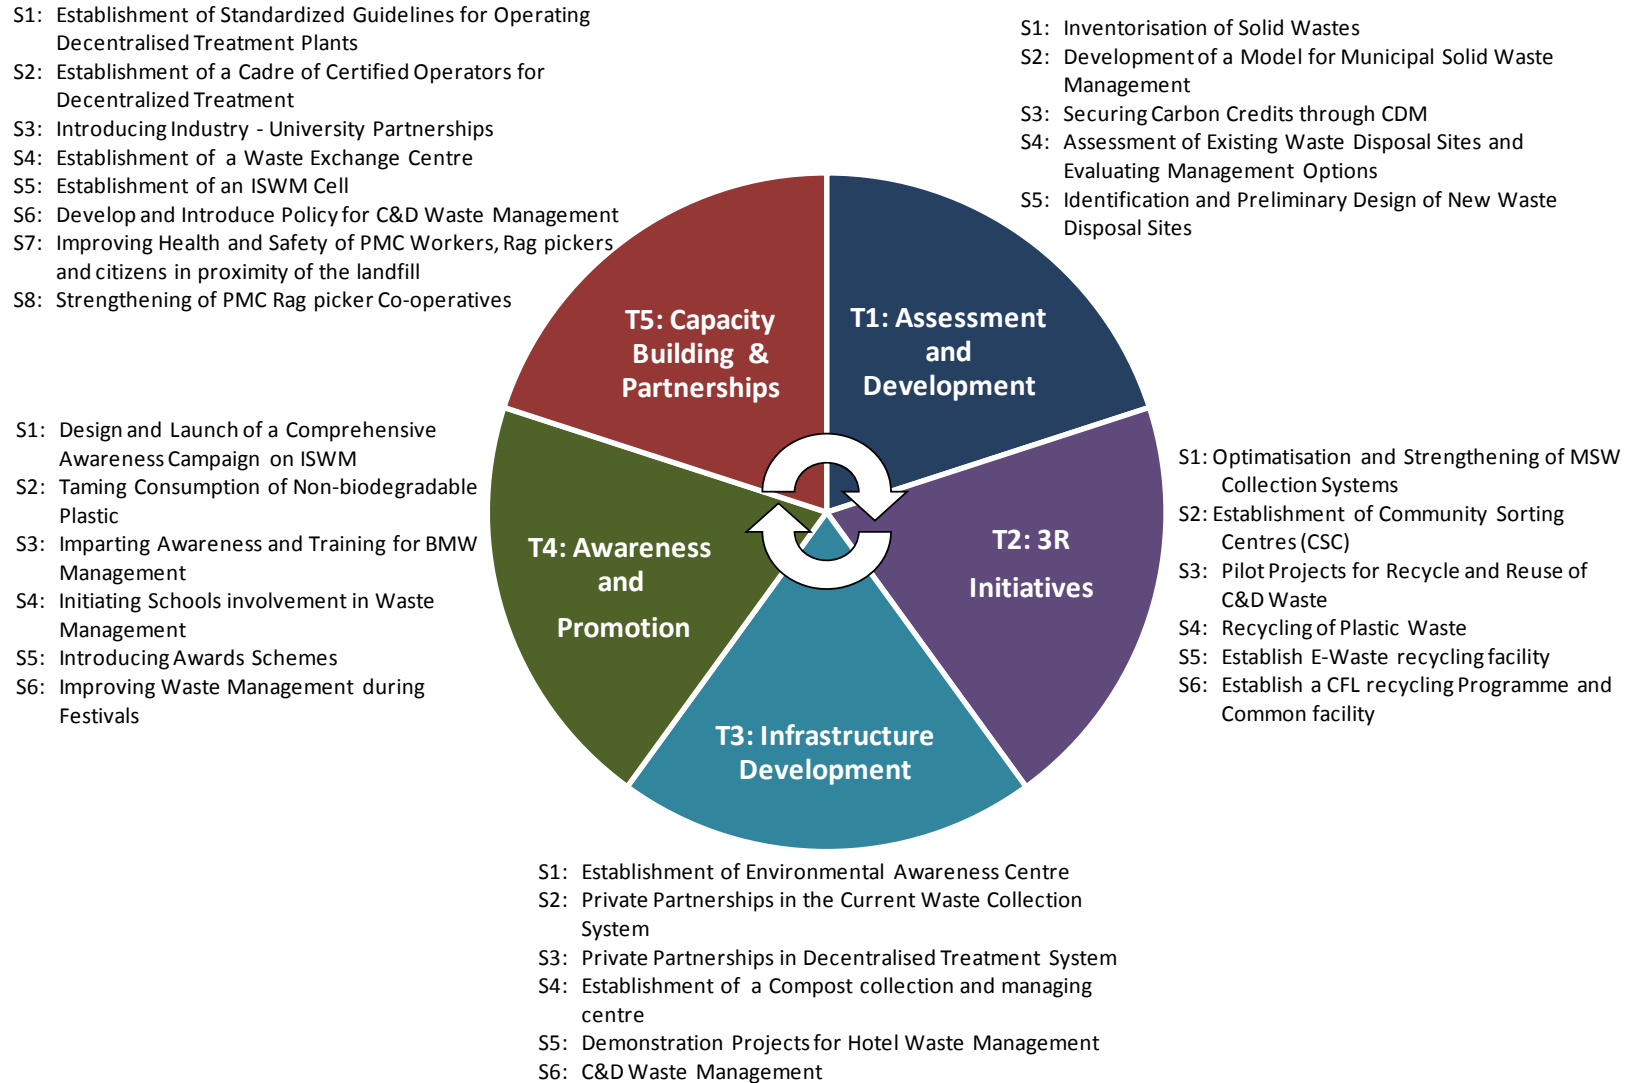 S1: Establishment of Standardized Guidelines for Operating
Decentralised Treatment Plants
S2: Establishment of a Cadre of Certified Operators for
Decentralized Treatment
S3: Introducing Industry - University Partnerships
S4: Establishment of a Waste Exchange Centre
S5: Establishment of an ISWM Cell
S6: Develop and Introduce Policy for C&D Waste Management
S7: Improving Health and Safety of PMC Workers, Rag pickers
and citizens in proximity of the landfill
S8: Strengthening of PMC Rag picker Co-operatives
S1: Inventorisation of Solid Wastes
S2: Development of a Model for Municipal Solid Waste
Management
S3: Securing Carbon Credits through CDM
S4: Assessment of Existing Waste Disposal Sites and
Evaluating Management Options
S5: Identification and Preliminary Design of New Waste
Disposal Sites
T5: Capacity
Building &
Partnerships
T1: Assessment
and
Development
S1: Design and Launch of a Comprehensive
Awareness Campaign on ISWM
S2: Taming Consumption of Non-biodegradable
Plastic
S3: Imparting Awareness and Training for BMW
Management
S4: Initiating Schools involvement in Waste
Management
S5: Introducing Awards Schemes
S6: Improving Waste Management during
Festivals
T4: Awareness
and
Promotion
T2: 3R
Initiatives
S1: Optimatisation and Strengthening of MSW
Collection Systems
S2: Establishment of Community Sorting
Centres (CSC)
S3: Pilot Projects for Recycle and Reuse of
C&D Waste
S4: Recycling of Plastic Waste
S5: Establish E-Waste recycling facility
S6: Establish a CFL recycling Programme and
Common facility
T3: Infrastructure
Development
S1: Establishment of Environmental Awareness Centre
S2: Private Partnerships in the Current Waste Collection
System
S3: Private Partnerships in Decentralised Treatment System
S4: Establishment of a Compost collection and managing
centre
S5: Demonstration Projects for Hotel Waste Management
S6: C&D Waste Management